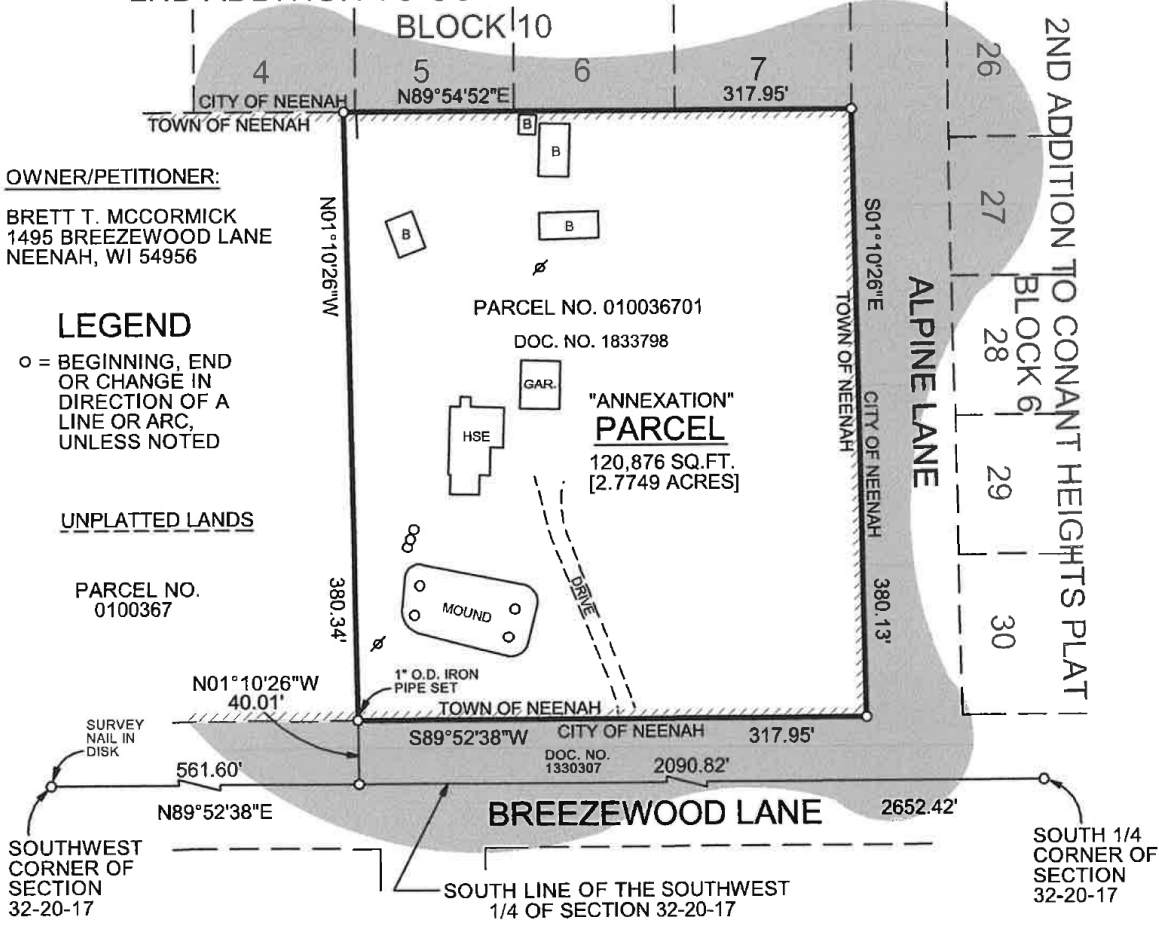 BLOCK 10
4
5
6
7
CITY OF NEENAH
N89°54'52"E
317.95'
TOWN OF NEENAH
B
B
B
B
OWNER/PETITIONER:
BRETT T. MCCORMICK
1495 BREEZEWOOD LANE
NEENAH, WI 54956
N01°10'26"W
380.34'
LEGEND
o = BEGINNING, END
OR CHANGE IN
DIRECTION OF A
LINE OR ARC,
UNLESS NOTED
UNPLATTED LANDS
PARCEL NO.
0100367
PARCEL NO. 010036701
DOC. NO. 1833798
GAR.
HSE
"ANNEXATION"
PARCEL
120,876 SQ.FT.
[2.7749 ACRES]
DRIVE
MOUND
S01°10'26"E
TOWN OF NEENAH
CITY OF NEENAH
380.13'
ALPINE LANE
26
27
28
29
30
BLOCK 6
2ND ADDITION TO CONANT HEIGHTS PLAT
1" O.D. IRON
PIPE SET
N01°10'26"W
40.01'
TOWN OF NEENAH
S89°52'38"W
CITY OF NEENAH
317.95'
SURVEY
NAIL IN
DISK
DOC. NO.
1330307
561.60'
2090.82'
N89°52'38"E
BREEZEWOOD LANE
2652.42'
SOUTHWEST
CORNER OF
SECTION
32-20-17
SOUTH LINE OF THE SOUTHWEST
1/4 OF SECTION 32-20-17
SOUTH 1/4
CORNER OF
SECTION
32-20-17